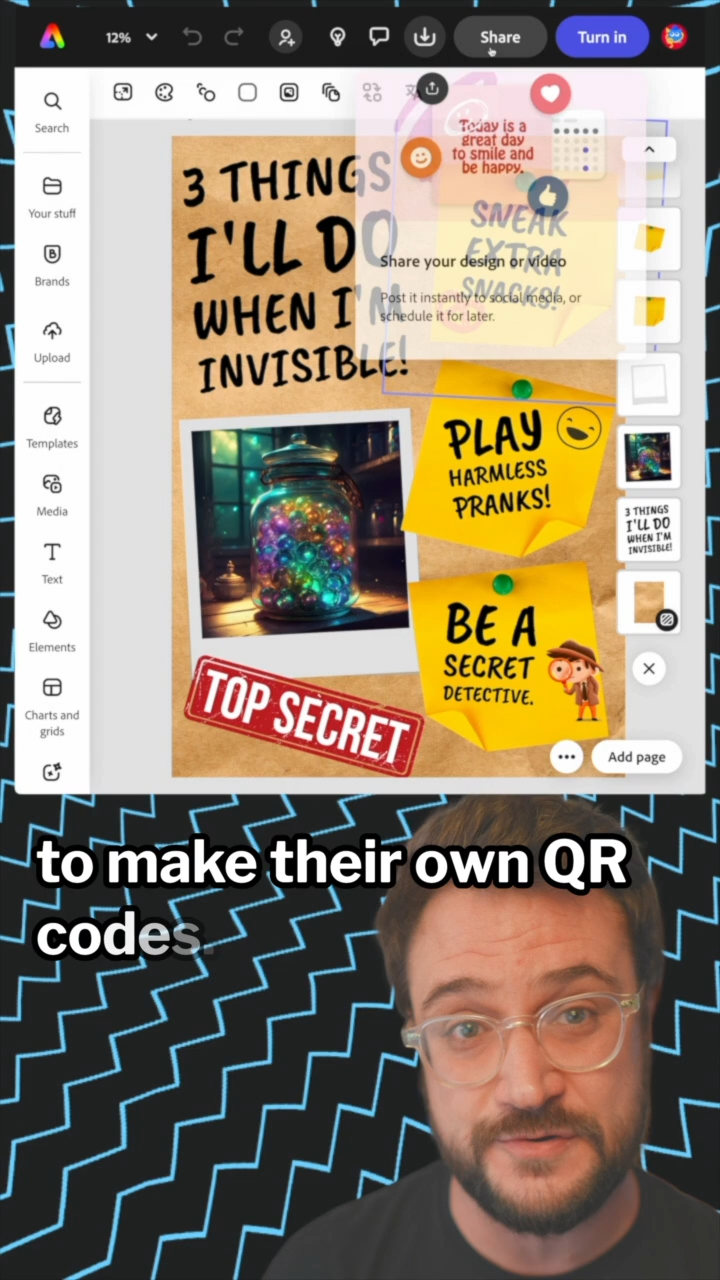 12%
Share
Turn in
Search
Your stuff
Brands
Upload
Templates
Media
Text
Elements
Charts and
grids
Today is a
great day
to smile and
be happy.
Share your design or video
Post it instantly to social media, or
schedule it for later.
3 THINGS
I'LL DO
WHEN I'M
INVISIBLE!
SNEAK
EXTRA
SNACKS!
PLAY
HARMLESS
PRANKS!
BE A
SECRET
DETECTIVE.
TOP SECRET
3 THINGS
I'LL DO
WHEN I'M
INVISIBLE!
Add page
to make their own QR
codes.